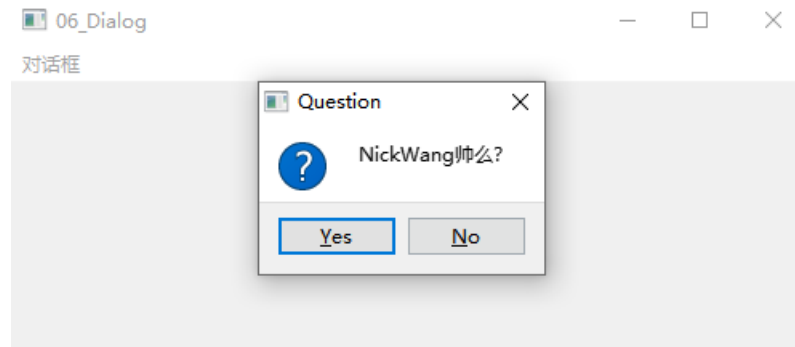 06_Dialog
对话框
Question
NickWang帅么?
Yes
No